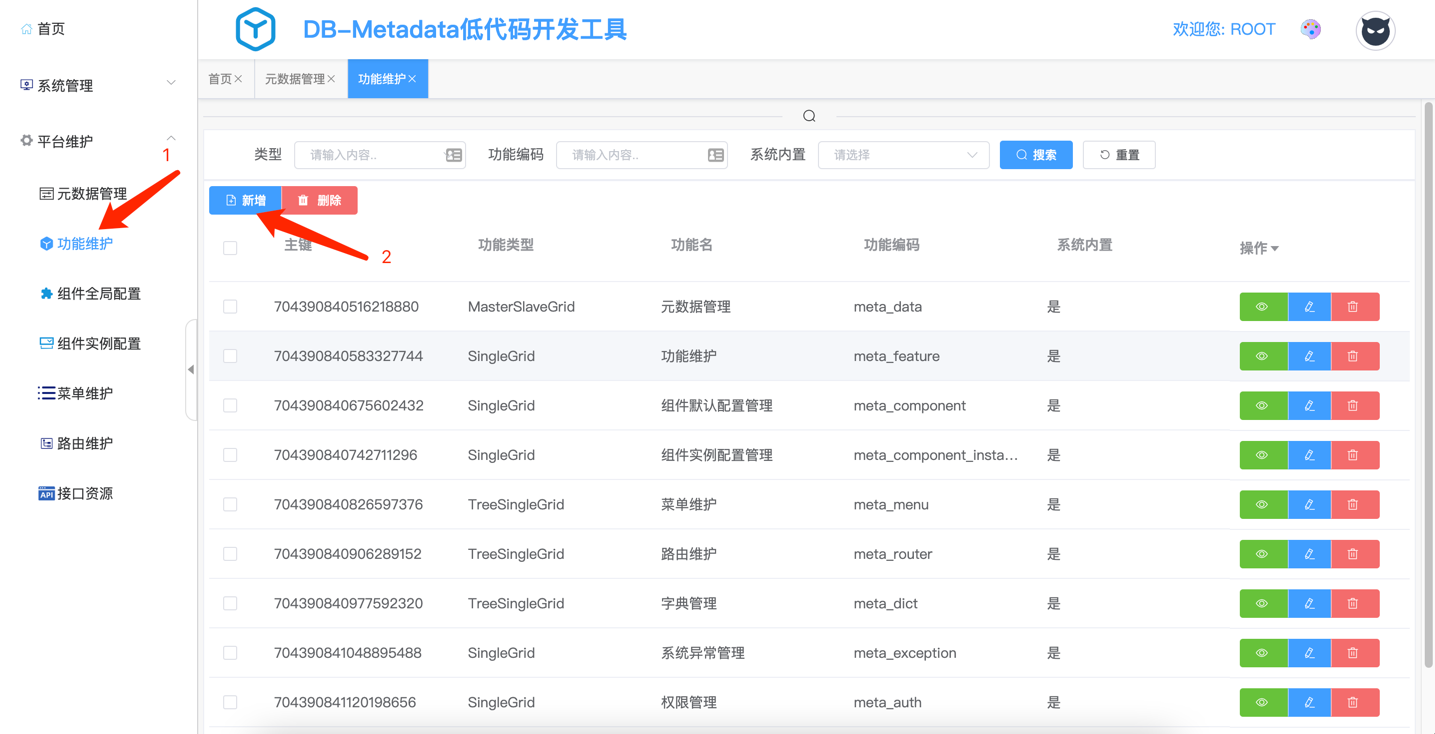 首页
系统管理
平台维护
1
元数据管理
功能维护
组件全局配置
组件实例配置
菜单维护
路由维护
API 接口资源
DB-Metadata低代码开发工具
欢迎您: ROOT
首页× 元数据管理× 功能维护×
类型 请输入内容.. 功能编码 请输入内容.. 系统内置 请选择 搜索 重置
新增 删除
2
主键 功能类型 功能名 功能编码 系统内置 操作
704390840516218880 MasterSlaveGrid 元数据管理 meta_data 是
704390840583327744 SingleGrid 功能维护 meta_feature 是
704390840675602432 SingleGrid 组件默认配置管理 meta_component 是
704390840742711296 SingleGrid 组件实例配置管理 meta_component_insta... 是
704390840826597376 TreeSingleGrid 菜单维护 meta_menu 是
704390840906289152 TreeSingleGrid 路由维护 meta_router 是
704390840977592320 TreeSingleGrid 字典管理 meta_dict 是
704390841048895488 SingleGrid 系统异常管理 meta_exception 是
704390841120198656 SingleGrid 权限管理 meta_auth 是